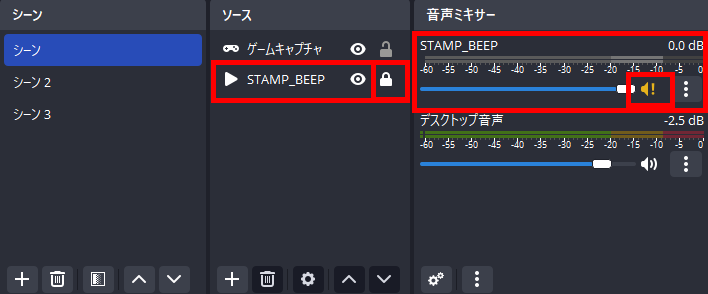 シーン
シーン
シーン 2
シーン 3
ソース
ゲームキャプチャ
STAMP_BEEP
音声ミキサー
STAMP_BEEP 0.0 dB
-60 -55 -50 -45 -40 -35 -30 -25 -20 -15 -10 -5 0
デスクトップ音声 -2.5 dB
-60 -55 -50 -45 -40 -35 -30 -25 -20 -15 -10 -5 0